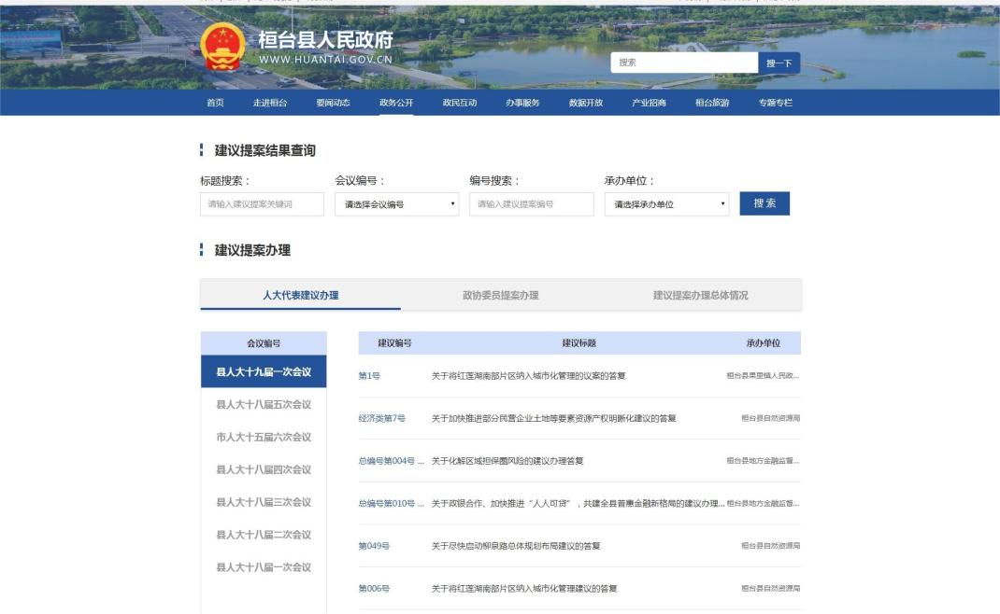 桓台县人民政府
WWW.HUANTAI.GOV.CN
搜索 搜一下
首页 走进桓台 要闻动态 政务公开 政民互动 办事服务 数据开放 产业招商 桓台旅游 专题专栏
建议提案结果查询
标题搜索： 会议编号： 编号搜索： 承办单位：
请输入建议提案关键词 请选择会议编号 请输入建议提案编号 请选择承办单位 搜索
建议提案办理
人大代表建议办理 政协委员提案办理 建议提案办理总体情况
会议编号 建议编号 建议标题 承办单位
县人大十九届一次会议
县人大十八届五次会议
市人大十五届六次会议
县人大十八届四次会议
县人大十八届三次会议
县人大十八届二次会议
县人大十八届一次会议
第1号 关于将红莲湖南部片区纳入城市化管理的议案的答复 桓台县果里镇人民政...
经济类第7号 关于加快推进部分民营企业土地等要素资源产权明晰化建议的答复 桓台县自然资源局
总编号第004号 ... 关于化解区域担保圈风险的建议办理答复 桓台县地方金融监督...
总编号第010号 ... 关于政银合作、加快推进“人人可贷”，共建全县普惠金融新格局的建议办理... 桓台县地方金融监督...
第049号 关于尽快启动柳泉路总体规划布局建议的答复 桓台县自然资源局
第006号 关于将红莲湖南部片区纳入城市化管理建议的答复 桓台县自然资源局